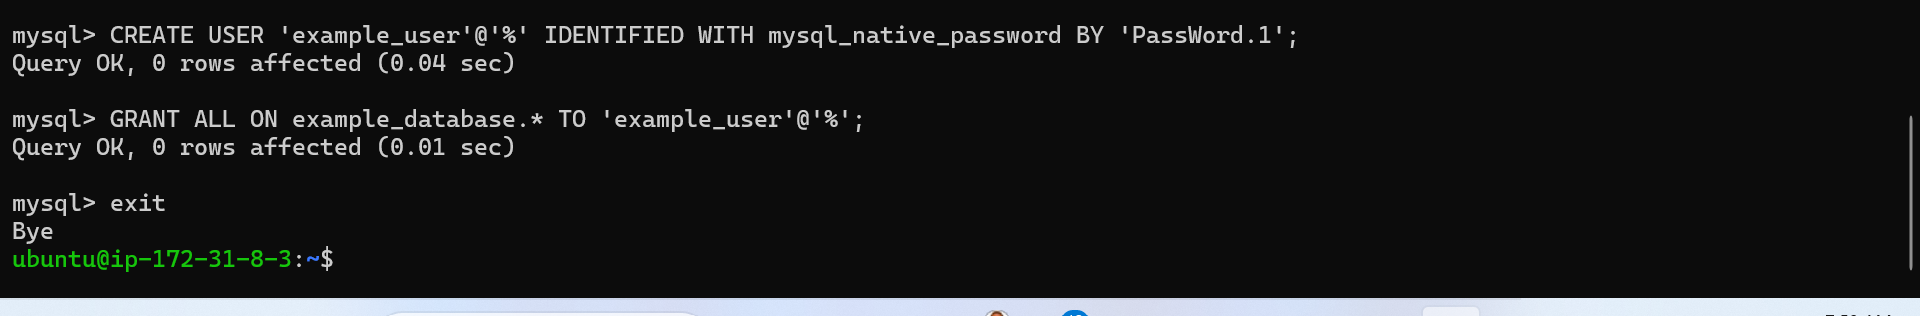 mysql> CREATE USER 'example_user'@'%' IDENTIFIED WITH mysql_native_password BY 'PassWord.1';
Query OK, 0 rows affected (0.04 sec)
mysql> GRANT ALL ON example_database.* TO 'example_user'@'%';
Query OK, 0 rows affected (0.01 sec)
mysql> exit
Bye
ubuntu@ip-172-31-8-3:~$